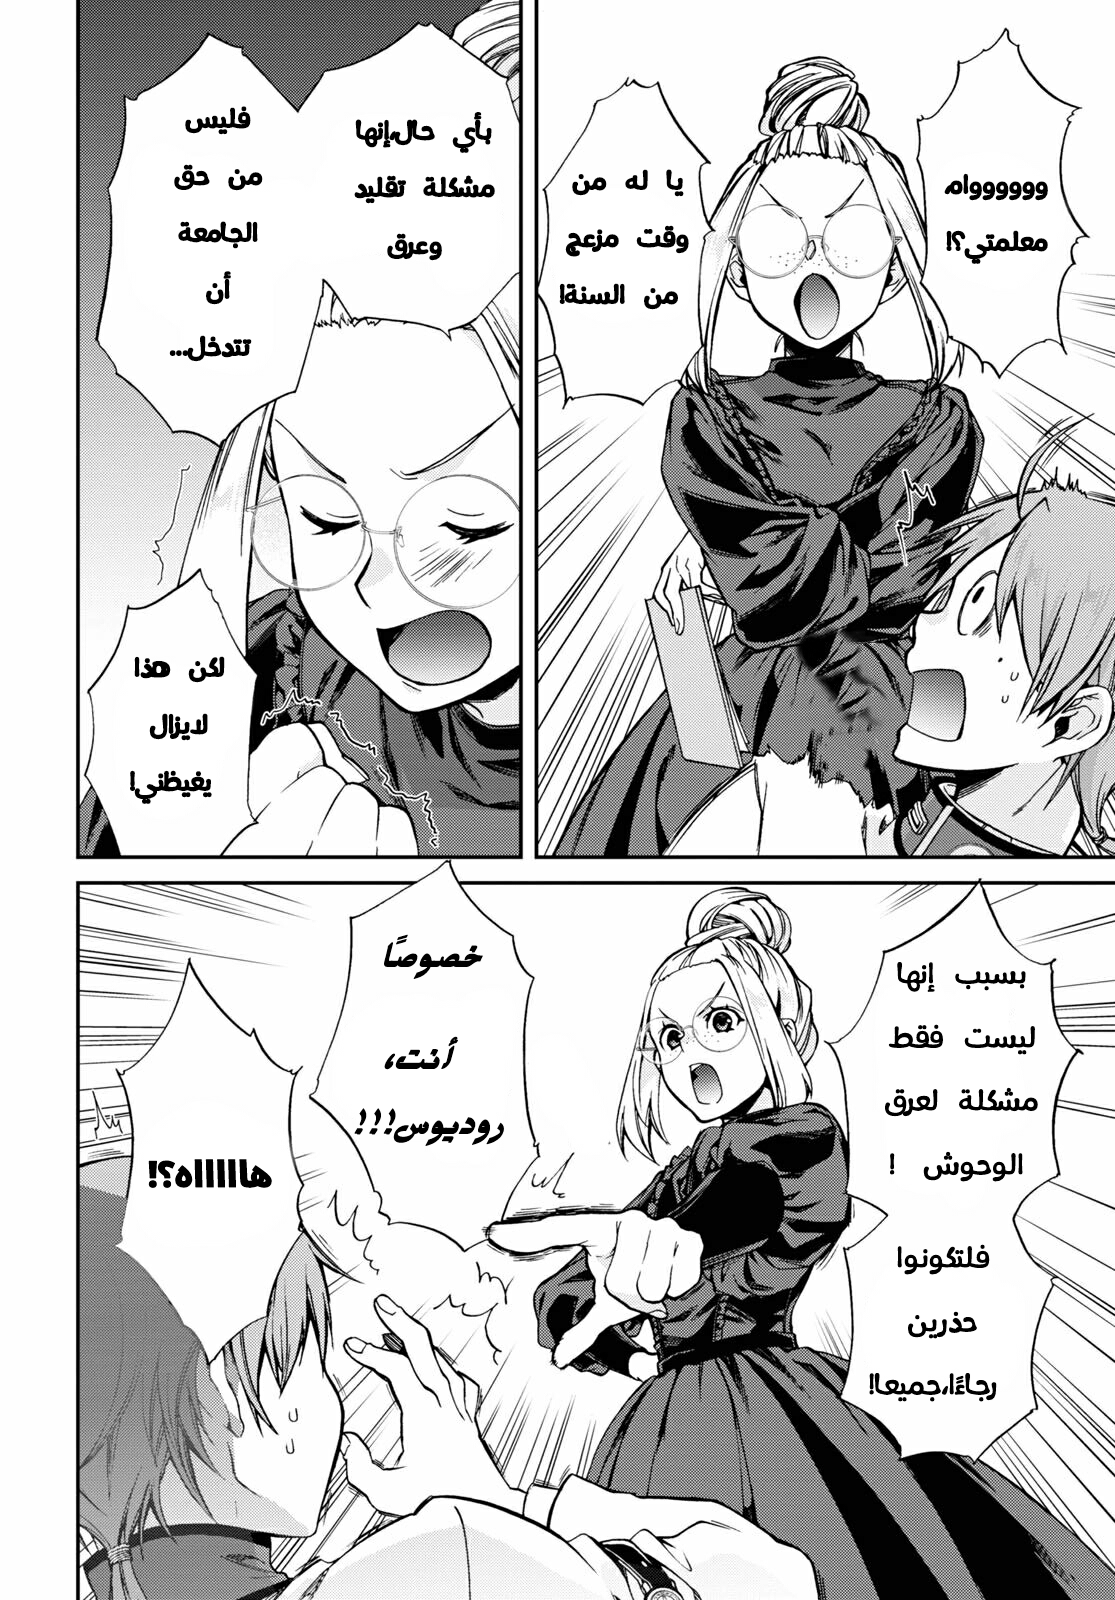 وووووووام
معلمتي؟!
يا له من
وقت مزعج
من السنة!
بأي حال،إنها
مشكلة تقليد
وعرق
فليس
من حق
الجامعة
أن
تتدخل...
لكن هذا
لايزال
يغيظني!
بسبب إنها
ليست فقط
مشكلة لعرق
الوحوش !
فلتكونوا
حذرين
رجاءًا،جميعا!
خصوصًا
أنت،
روديوس!!!
هااااااه؟!